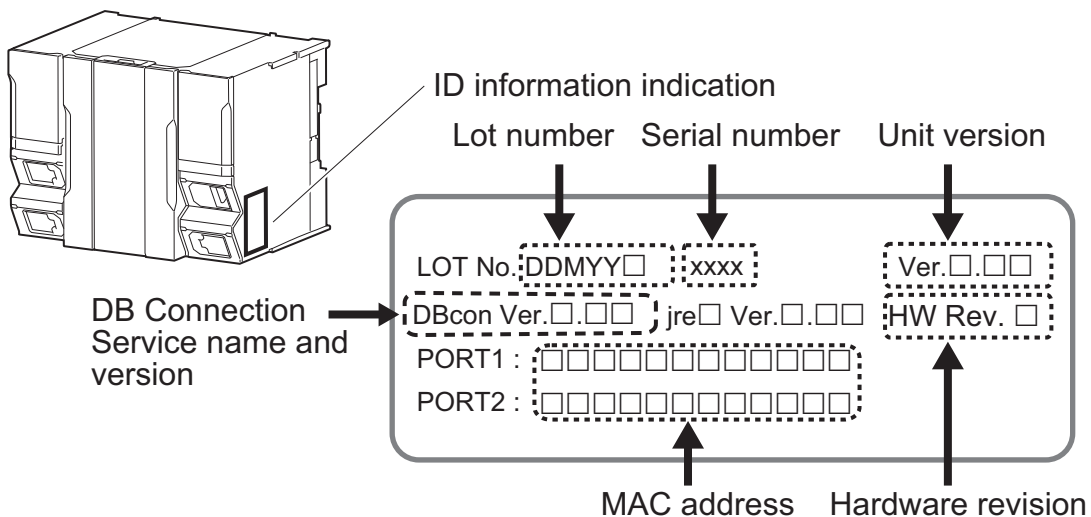 ID information indication
Lot number Serial number Unit version
LOT No. DDMYY□ xxxx Ver.□.□□
DB Connection
Service name and
version
DBcon Ver.□.□□ jre□ Ver.□.□□ HW Rev. □
PORT1 : □□□□□□□□□□□□
PORT2 : □□□□□□□□□□□□
MAC address Hardware revision